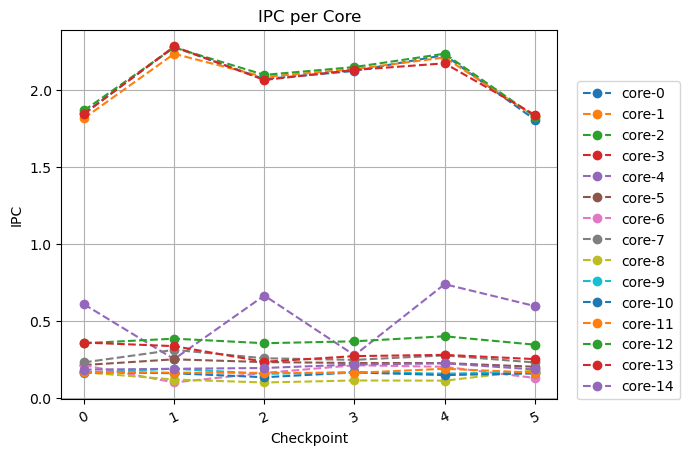 IPC per Core
IPC
2.0
1.5
1.0
0.5
0.0
0
1
2
3
4
5
Checkpoint
core-0
core-1
core-2
core-3
core-4
core-5
core-6
core-7
core-8
core-9
core-10
core-11
core-12
core-13
core-14